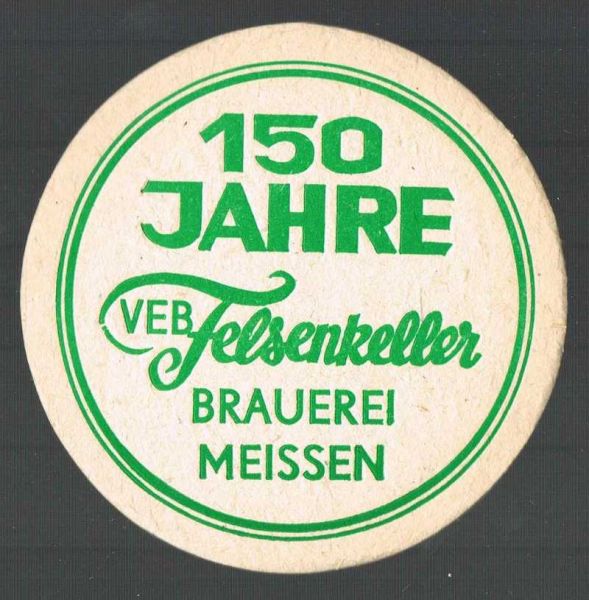 150
JAHRE
VEB Felsenkeller
BRAUEREI
MEISSEN